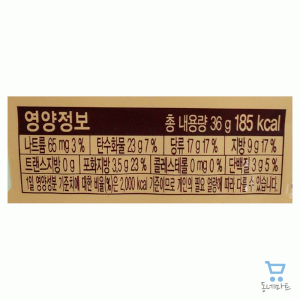 영양정보 총 내용량 36 g 185 kcal
나트륨 65 mg 3 % 탄수화물 23 g 7 % 당류 17 g 17 % 지방 9 g 17 %
트랜스지방 0 g 포화지방 3.5 g 23 % 콜레스테롤 0 mg 0 % 단백질 3 g 5 %
1일 영양성분 기준치에 대한 비율(%)은 2,000 kcal 기준이므로 개인의 필요 열량에 따라 다를 수 있습니다.
동네마트